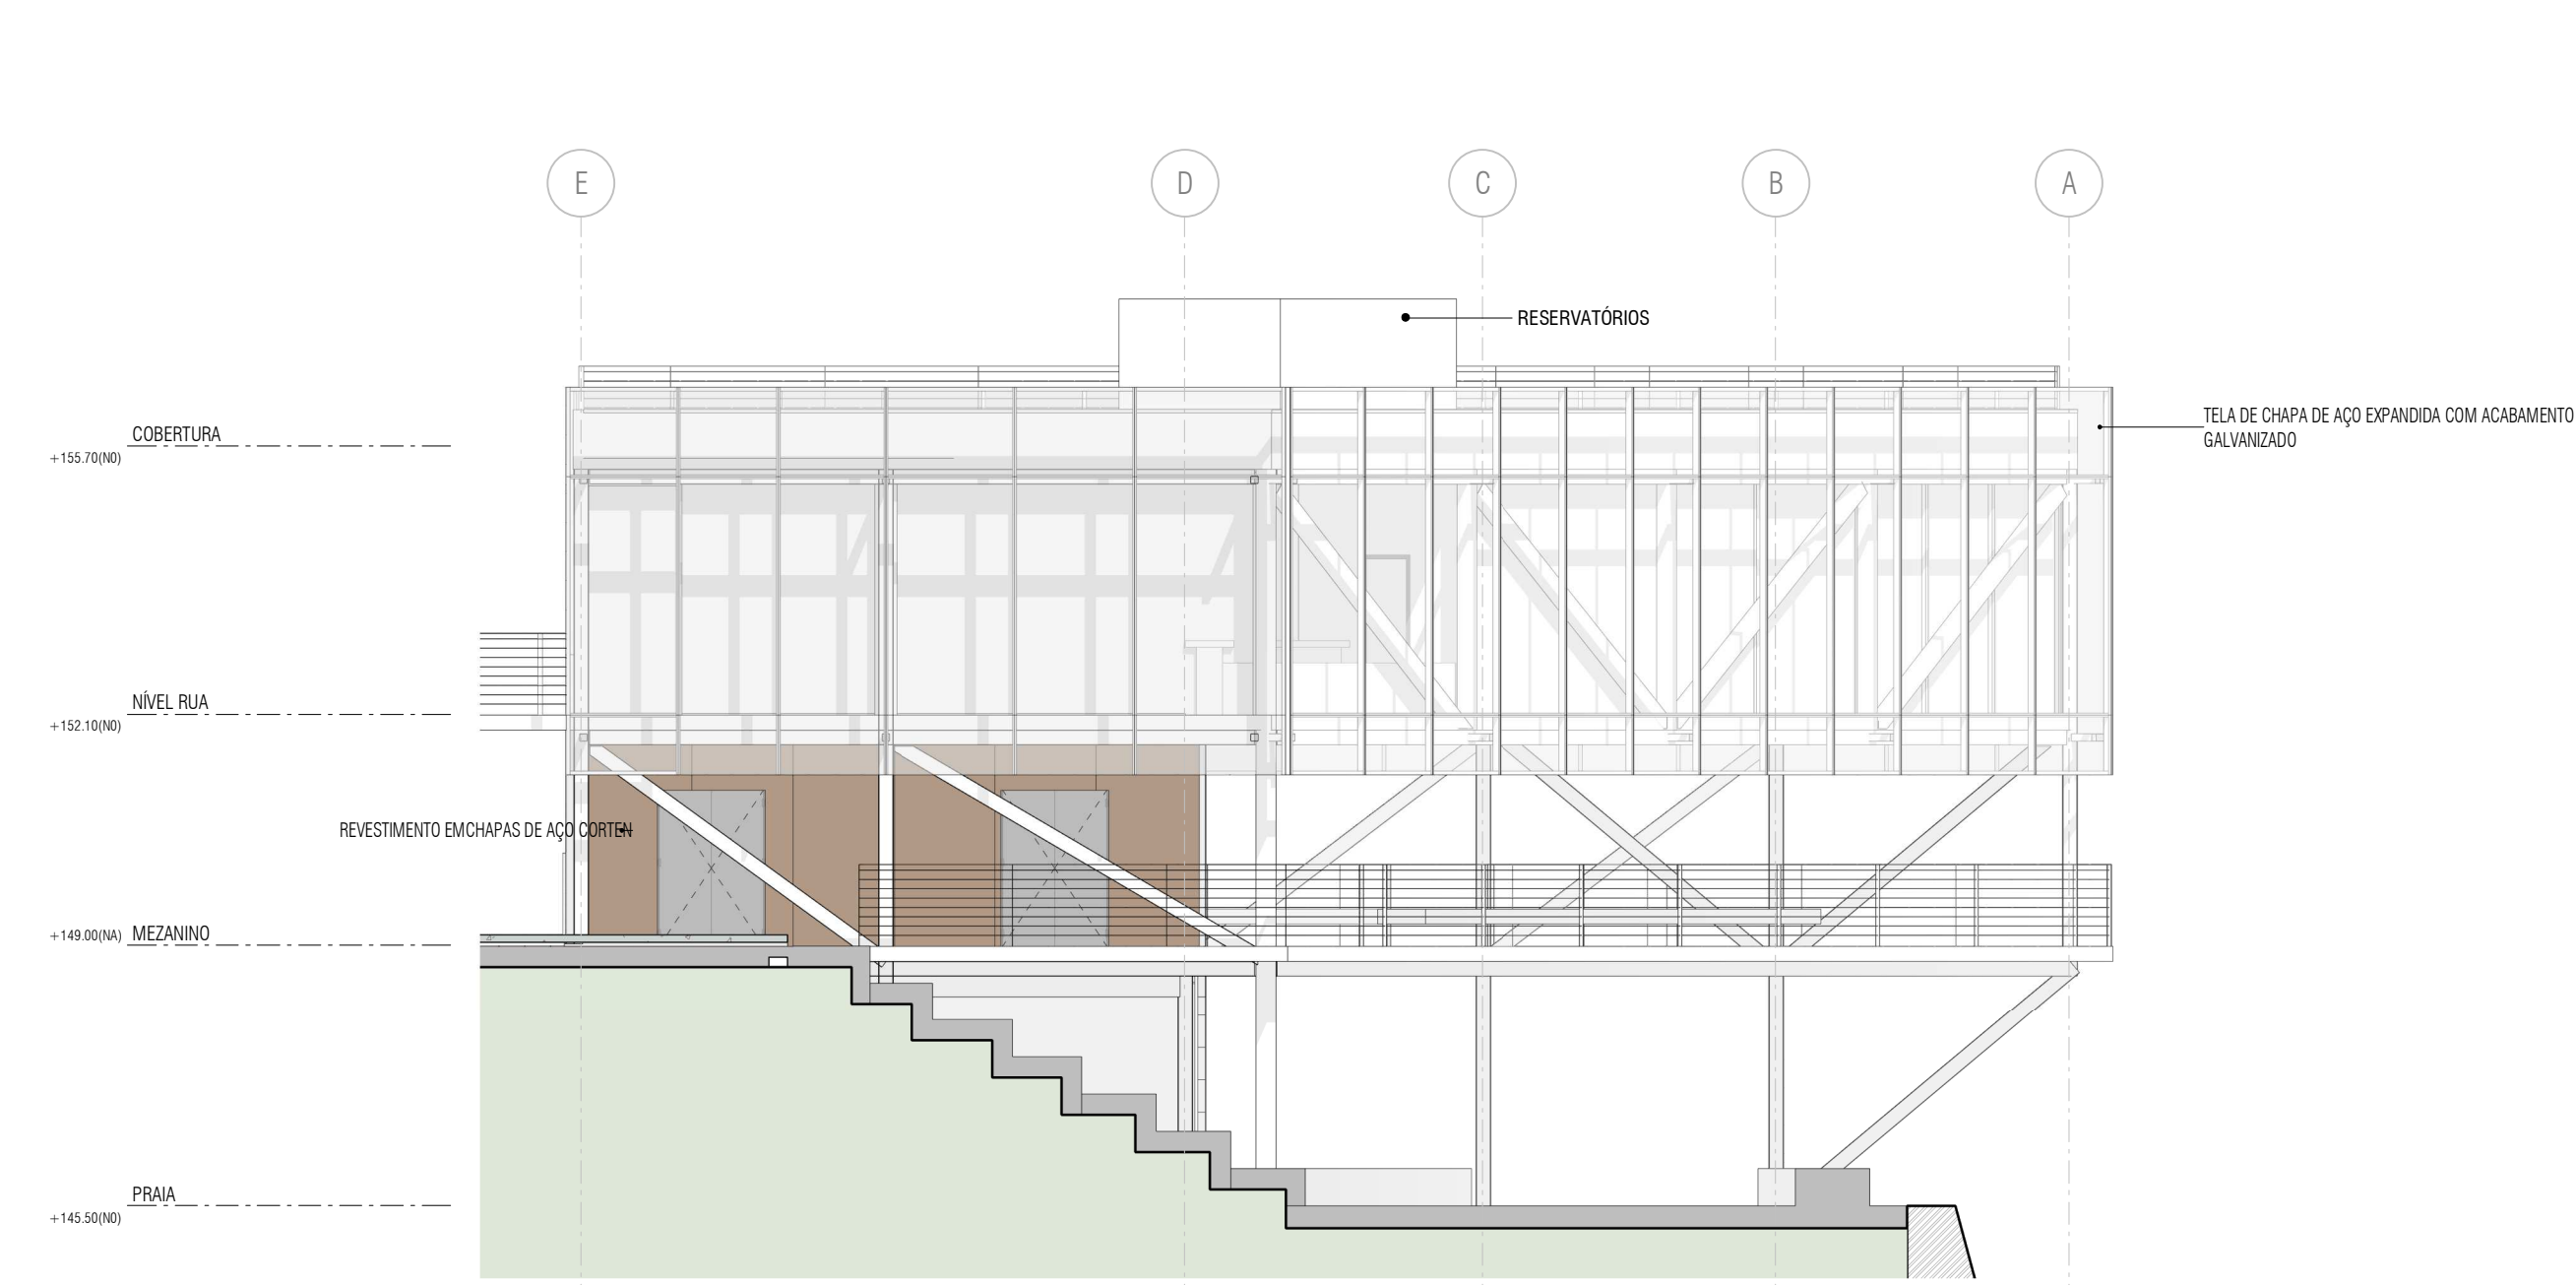 E
D
C
B
A
RESERVATÓRIOS
TELA DE CHAPA DE AÇO EXPANDIDA COM ACABAMENTO
GALVANIZADO
COBERTURA
+155.70(N0)
NÍVEL RUA
+152.10(N0)
REVESTIMENTO EMCHAPAS DE AÇO CORTEN
+149.00(NA) MEZANINO
PRAIA
+145.50(N0)